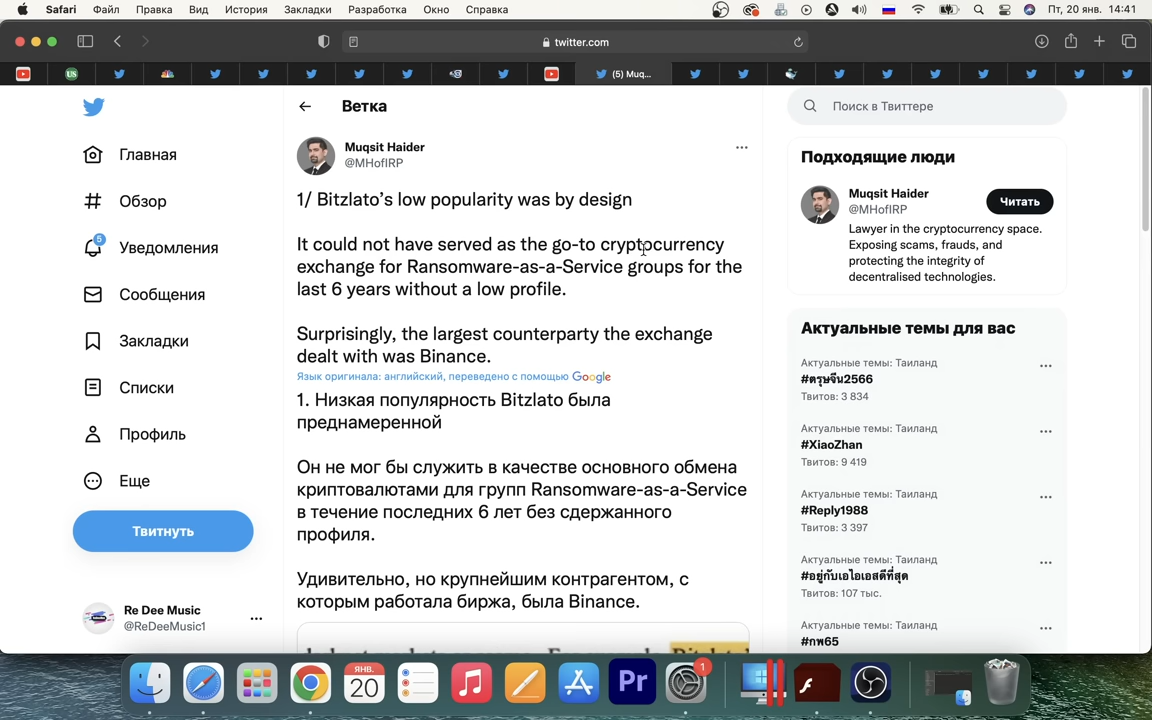 Safari Файл Правка Вид История Закладки Разработка Окно Справка Пт, 20 янв. 14:41
twitter.com
US (5) Muq...
Ветка
Поиск в Твиттере
Главная
Обзор
5
Уведомления
Сообщения
Закладки
Списки
Профиль
Еще
Твитнуть
Re Dee Music
@ReDeeMusic1
Muqsit Haider
@MHofIRP
1/ Bitzlato’s low popularity was by design
It could not have served as the go-to cryptocurrency
exchange for Ransomware-as-a-Service groups for the
last 6 years without a low profile.
Surprisingly, the largest counterparty the exchange
dealt with was Binance.
Язык оригинала: английский, переведено с помощью Google
1. Низкая популярность Bitzlato была
преднамеренной
Он не мог бы служить в качестве основного обмена
криптовалютами для групп Ransomware-as-a-Service
в течение последних 6 лет без сдержанного
профиля.
Удивительно, но крупнейшим контрагентом, с
которым работала биржа, была Binance.
Подходящие люди
Muqsit Haider
@MHofIRP
Читать
Lawyer in the cryptocurrency space.
Exposing scams, frauds, and
protecting the integrity of
decentralised technologies.
Актуальные темы для вас
Актуальные темы: Таиланд
#ตรุษจีน2566
Твитов: 3 834
Актуальные темы: Таиланд
#XiaoZhan
Твитов: 9 419
Актуальные темы: Таиланд
#Reply1988
Твитов: 3 397
Актуальные темы: Таиланд
#อยู่กับเอไอเอสดีที่สุด
Твитов: 107 тыс.
Актуальные темы: Таиланд
#กพ65
ЯНВ.
20
Pr
1